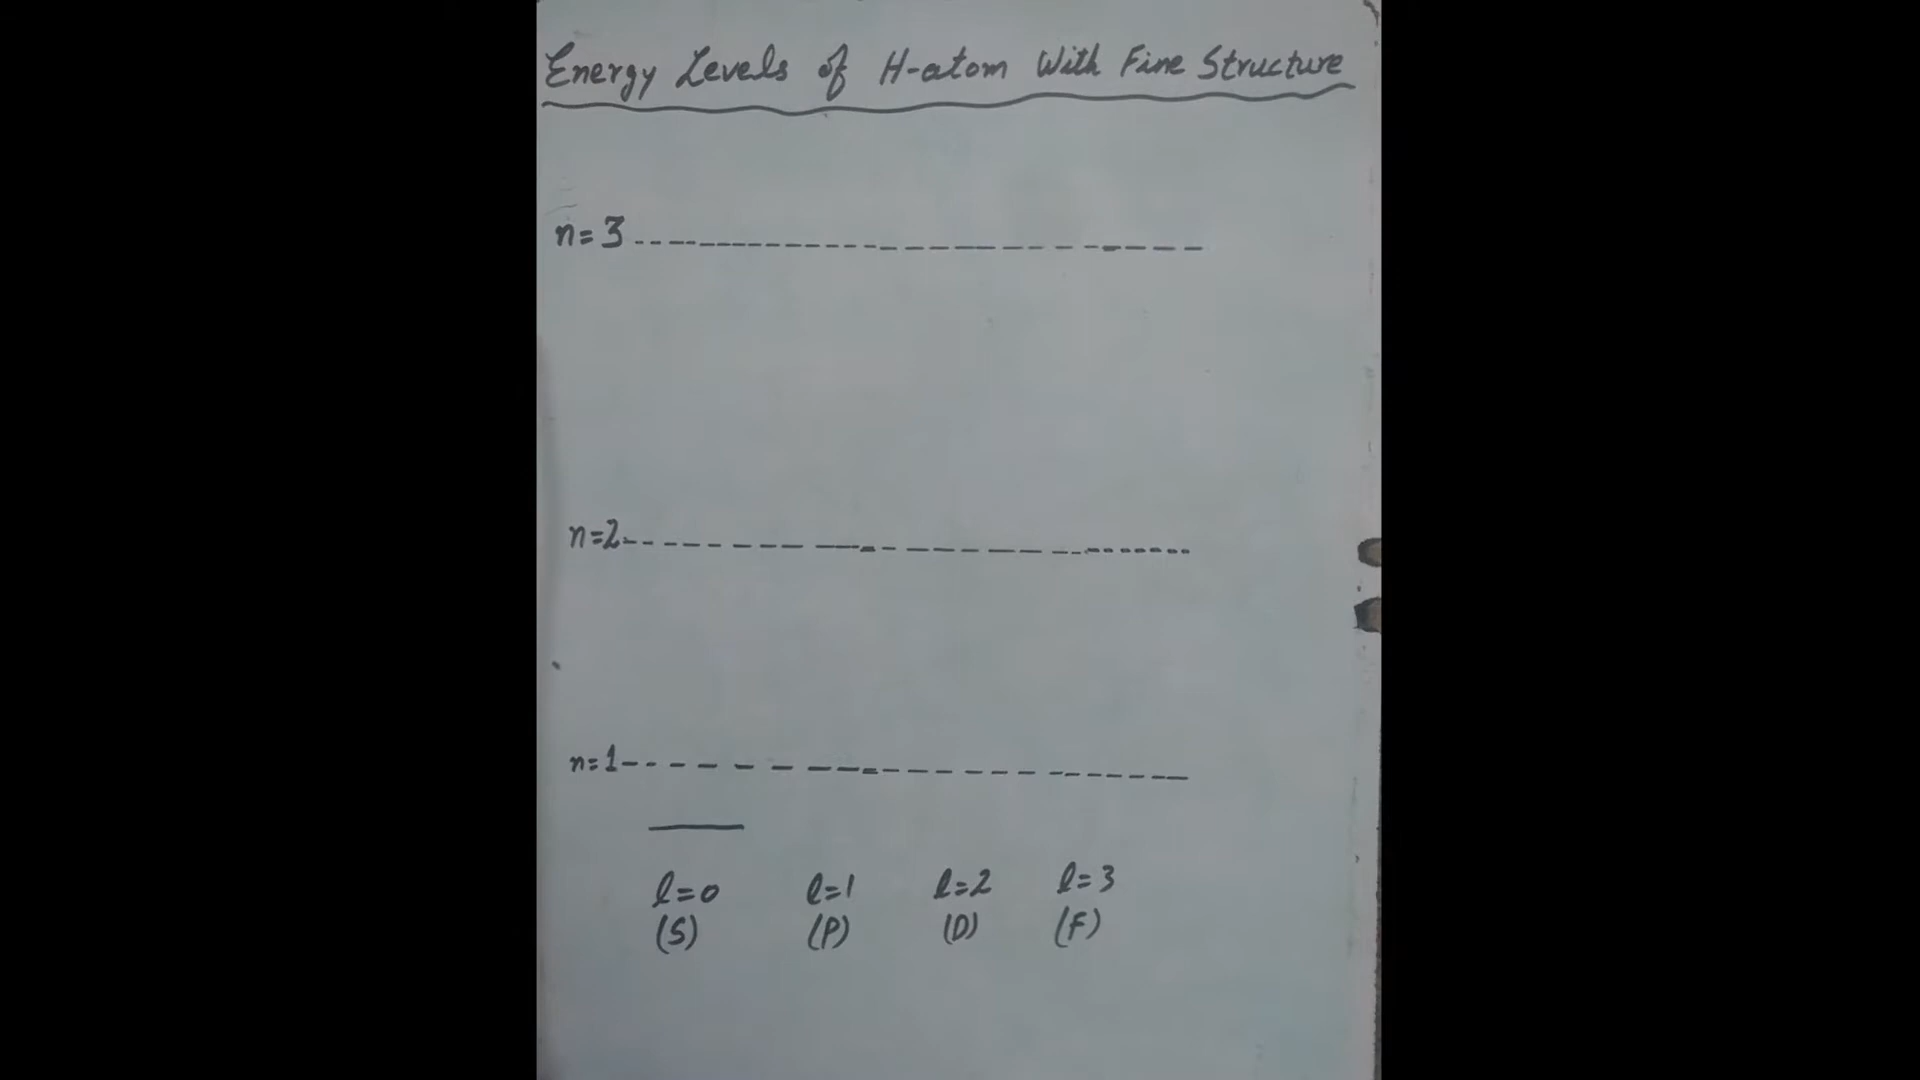 Energy Levels of H-atom With Fine Structure
n=3
n=2
n=1
l=0 l=1 l=2 l=3
(S) (P) (D) (F)